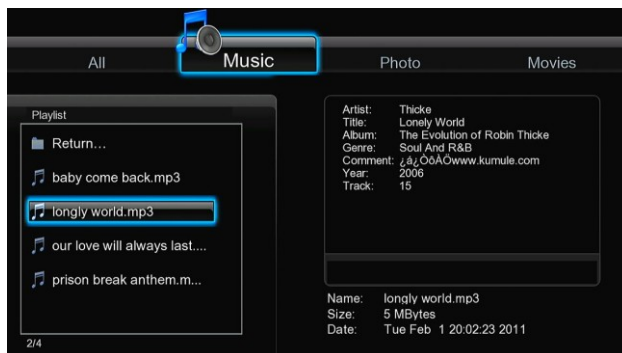 All
Music
Photo
Movies
Playlist
Return...
baby come back.mp3
longly world.mp3
our love will always last....
prison break anthem.m...
2/4
Artist: Thicke
Title: Lonely World
Album: The Evolution of Robin Thicke
Genre: Soul And R&B
Comment: ¿á¿ÒôÀÖwww.kumule.com
Year: 2006
Track: 15
Name: longly world.mp3
Size: 5 MBytes
Date: Tue Feb 1 20:02:23 2011